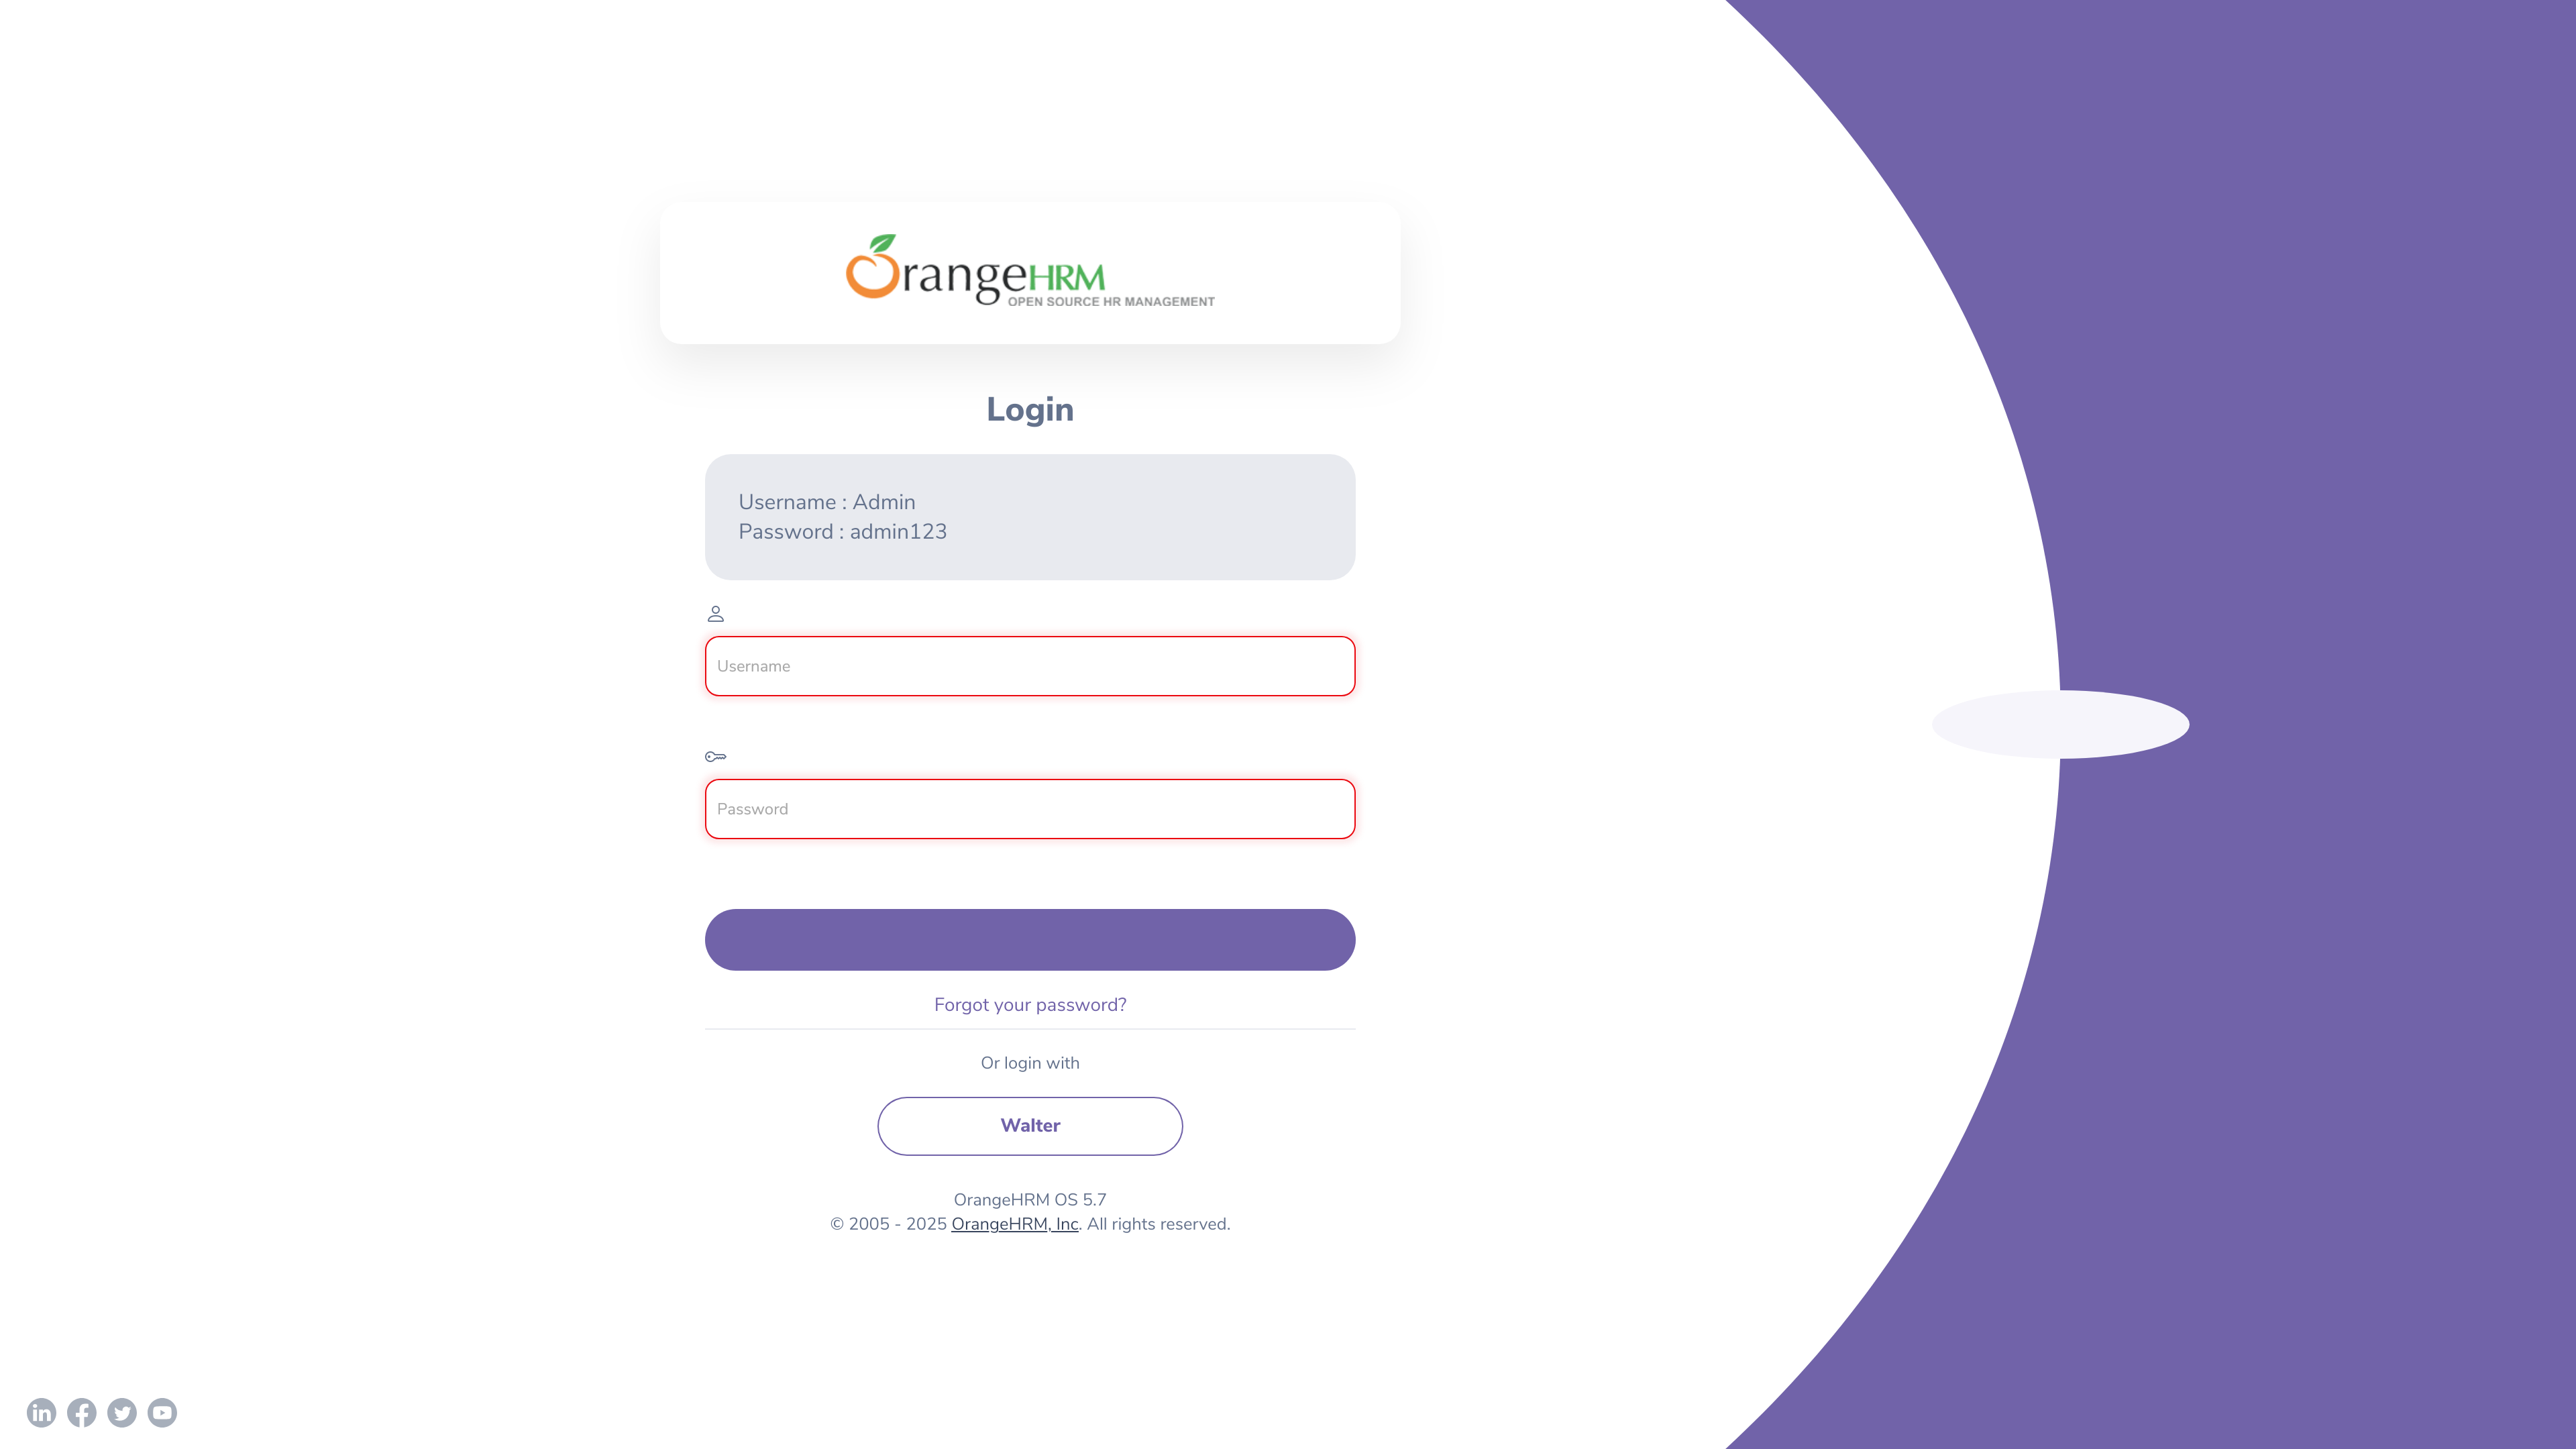 OrangeHRM
OPEN SOURCE HR MANAGEMENT
Login
Username : Admin
Password : admin123
Username
Password
Forgot your password?
Or login with
Walter
OrangeHRM OS 5.7
© 2005 - 2025 OrangeHRM, Inc. All rights reserved.